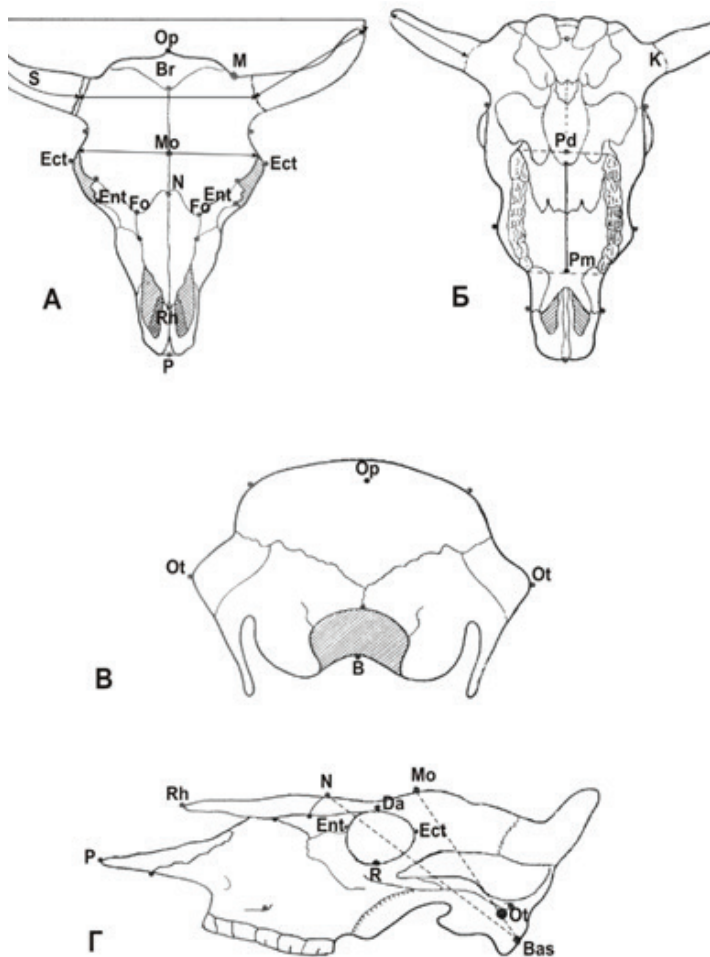 Op
M
Br
S
Mo
Ect Ect
N
Ent Ent
Fo Fo
А
Rh
P
K
Pd
Pm
Б
Op
Ot Ot
В
B
N Mo
Rh Da
Ent Ect
P
R
Ot
Г
Bas